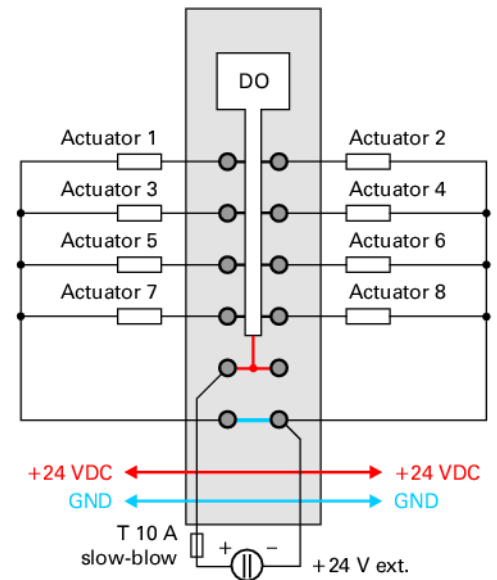 DO
Actuator 1
Actuator 2
Actuator 3
Actuator 4
Actuator 5
Actuator 6
Actuator 7
Actuator 8
+24 VDC
+24 VDC
GND
GND
T 10 A
slow-blow
+
−
+24 V ext.